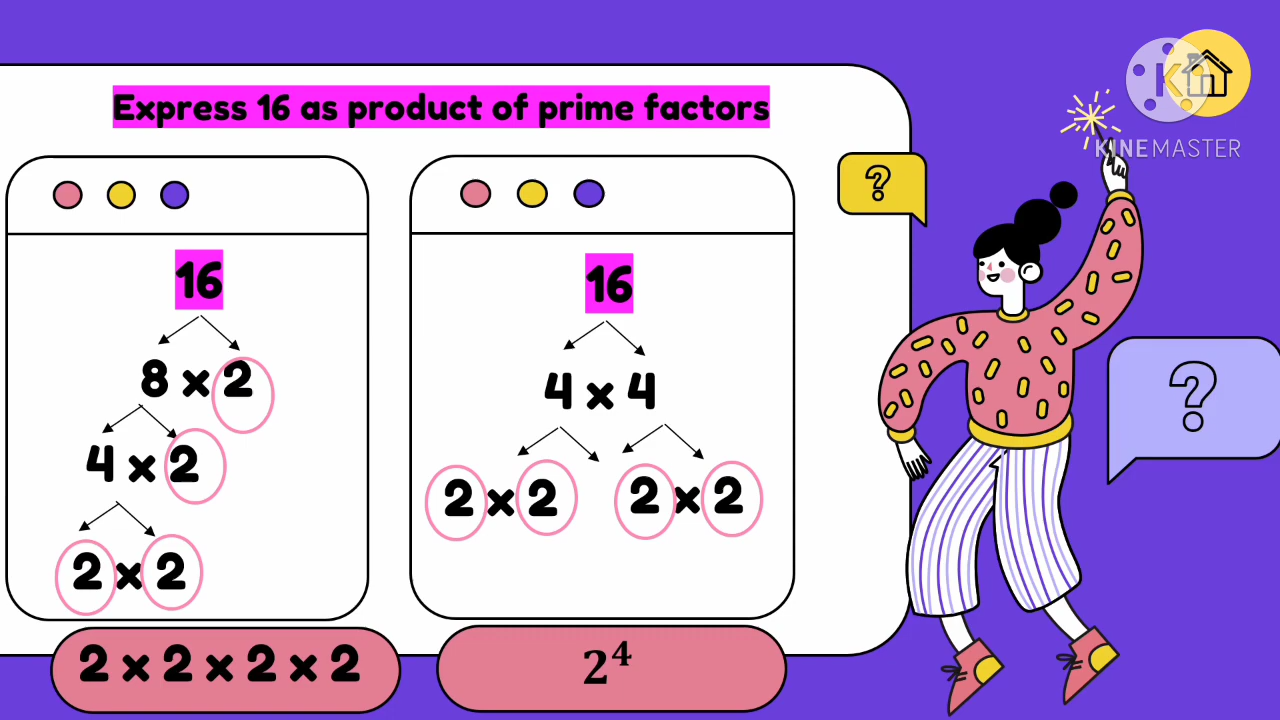 Express 16 as product of prime factors
16
8 × 2
4 × 2
2 × 2
2 × 2 × 2 × 2
16
4 × 4
2 × 2 2 × 2
2⁴
?
?
K
KINEMASTER